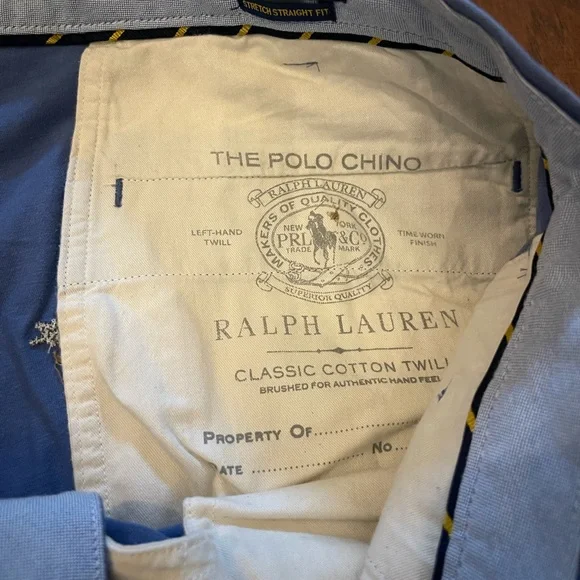 STRETCH STRAIGHT FIT
THE POLO CHINO
RALPH LAUREN
MAKERS OF QUALITY CLOTHES
LEFT-HAND TWILL
NEW YORK
PRL&Co
TRADE MARK
TIME WORN FINISH
SUPERIOR QUALITY
RALPH LAUREN
CLASSIC COTTON TWILL
BRUSHED FOR AUTHENTIC HAND FEEL
PROPERTY OF
DATE No